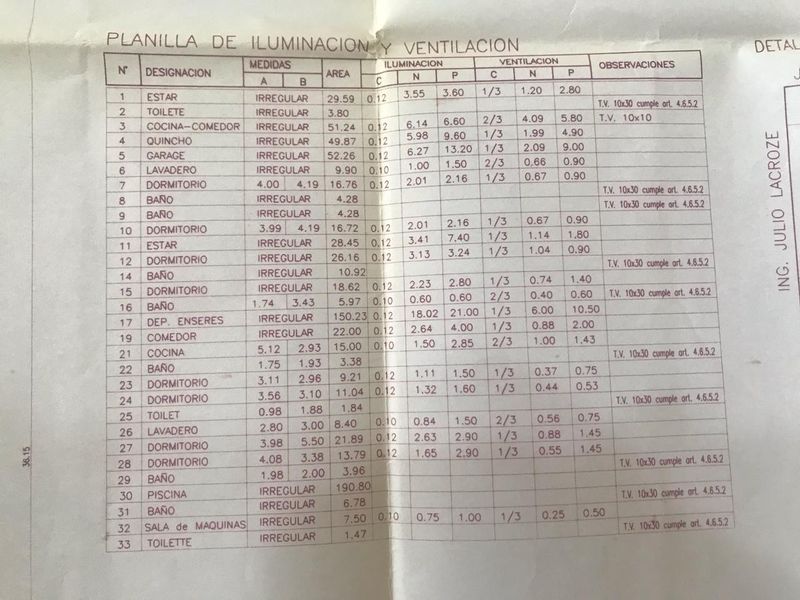 PLANILLA DE ILUMINACION Y VENTILACION
N° DESIGNACION MEDIDAS AREA ILUMINACION VENTILACION OBSERVACIONES
A B C N P C N P
1 ESTAR IRREGULAR 29.59 0.12 3.55 3.60 1/3 1.20 2.80
2 TOILETE IRREGULAR 3.80 T.V. 10x30 cumple art. 4.6.5.2
3 COCINA-COMEDOR IRREGULAR 51.24 0.12 6.14 6.60 2/3 4.09 5.80 T.V. 10x10
4 QUINCHO IRREGULAR 49.87 0.12 5.98 9.60 1/3 1.99 4.90
5 GARAGE IRREGULAR 52.26 0.12 6.27 13.20 1/3 2.09 9.00
6 LAVADERO IRREGULAR 9.90 0.10 1.00 1.50 2/3 0.66 0.90
7 DORMITORIO 4.00 4.19 16.76 0.12 2.01 2.16 1/3 0.67 0.90
8 BAÑO IRREGULAR 4.28 T.V. 10x30 cumple art. 4.6.5.2
9 BAÑO IRREGULAR 4.28 T.V. 10x30 cumple art. 4.6.5.2
10 DORMITORIO 3.99 4.19 16.72 0.12 2.01 2.16 1/3 0.67 0.90
11 ESTAR IRREGULAR 28.45 0.12 3.41 7.40 1/3 1.14 1.80
12 DORMITORIO IRREGULAR 26.16 0.12 3.13 3.24 1/3 1.04 0.90
14 BAÑO IRREGULAR 10.92 T.V. 10x30 cumple art. 4.6.5.2
15 DORMITORIO IRREGULAR 18.62 0.12 2.23 2.80 1/3 0.74 1.40
16 BAÑO 1.74 3.43 5.97 0.10 0.60 0.60 2/3 0.40 0.60 T.V. 10x30 cumple art. 4.6.5.2
17 DEP. ENSERES IRREGULAR 150.23 0.12 18.02 21.00 1/3 6.00 10.50
19 COMEDOR IRREGULAR 22.00 0.12 2.64 4.00 1/3 0.88 2.00
21 COCINA 5.12 2.93 15.00 0.10 1.50 2.85 2/3 1.00 1.43
22 BAÑO 1.75 1.93 3.38 T.V. 10x30 cumple art. 4.6.5.2
23 DORMITORIO 3.11 2.96 9.21 0.12 1.11 1.50 1/3 0.37 0.75
24 DORMITORIO 3.56 3.10 11.04 0.12 1.32 1.60 1/3 0.44 0.53
25 TOILET 0.98 1.88 1.84 T.V. 10x30 cumple art. 4.6.5.2
26 LAVADERO 2.80 3.00 8.40 0.10 0.84 1.50 2/3 0.56 0.75
27 DORMITORIO 3.98 5.50 21.89 0.12 2.63 2.90 1/3 0.88 1.45
28 DORMITORIO 4.08 3.38 13.79 0.12 1.65 2.90 1/3 0.55 1.45
29 BAÑO 1.98 2.00 3.96 T.V. 10x30 cumple art. 4.6.5.2
30 PISCINA IRREGULAR 190.80
31 BAÑO IRREGULAR 6.78 T.V. 10x30 cumple art. 4.6.5.2
32 SALA de MAQUINAS IRREGULAR 7.50 0.10 0.75 1.00 1/3 0.25 0.50
33 TOILETTE IRREGULAR 1.47 T.V. 10x30 cumple art. 4.6.5.2
DETAL
ING. JULIO LACROZE
36.15